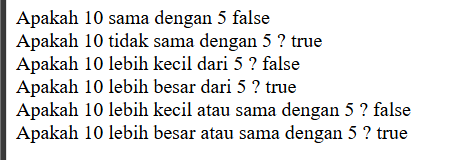 Apakah 10 sama dengan 5 false
Apakah 10 tidak sama dengan 5 ? true
Apakah 10 lebih kecil dari 5 ? false
Apakah 10 lebih besar dari 5 ? true
Apakah 10 lebih kecil atau sama dengan 5 ? false
Apakah 10 lebih besar atau sama dengan 5 ? true